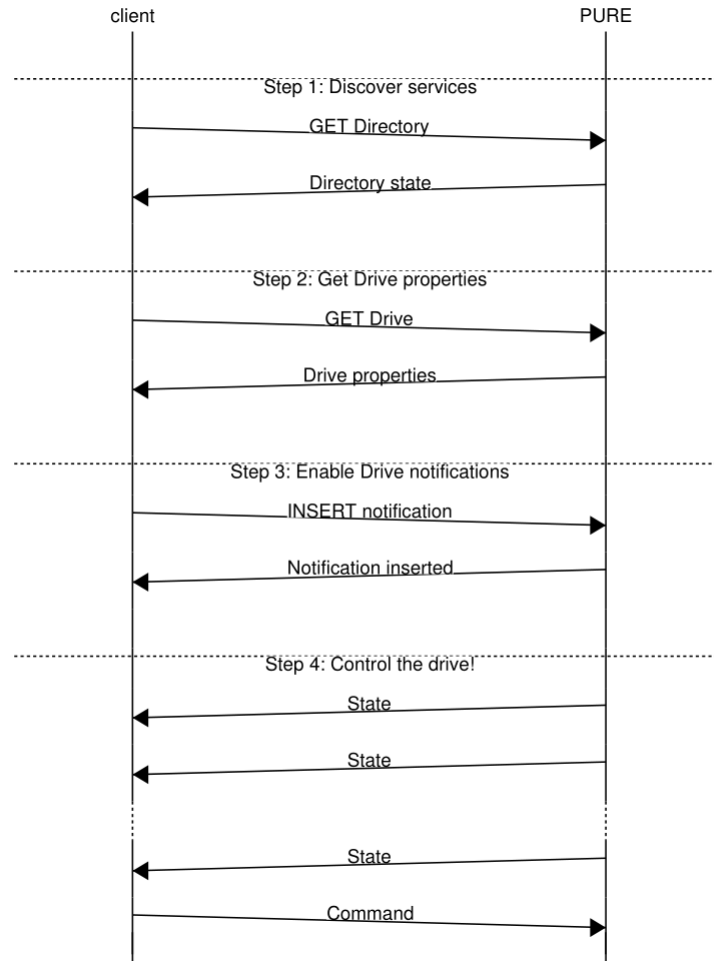 client PURE
Step 1: Discover services
GET Directory
Directory state
Step 2: Get Drive properties
GET Drive
Drive properties
Step 3: Enable Drive notifications
INSERT notification
Notification inserted
Step 4: Control the drive!
State
State
State
Command